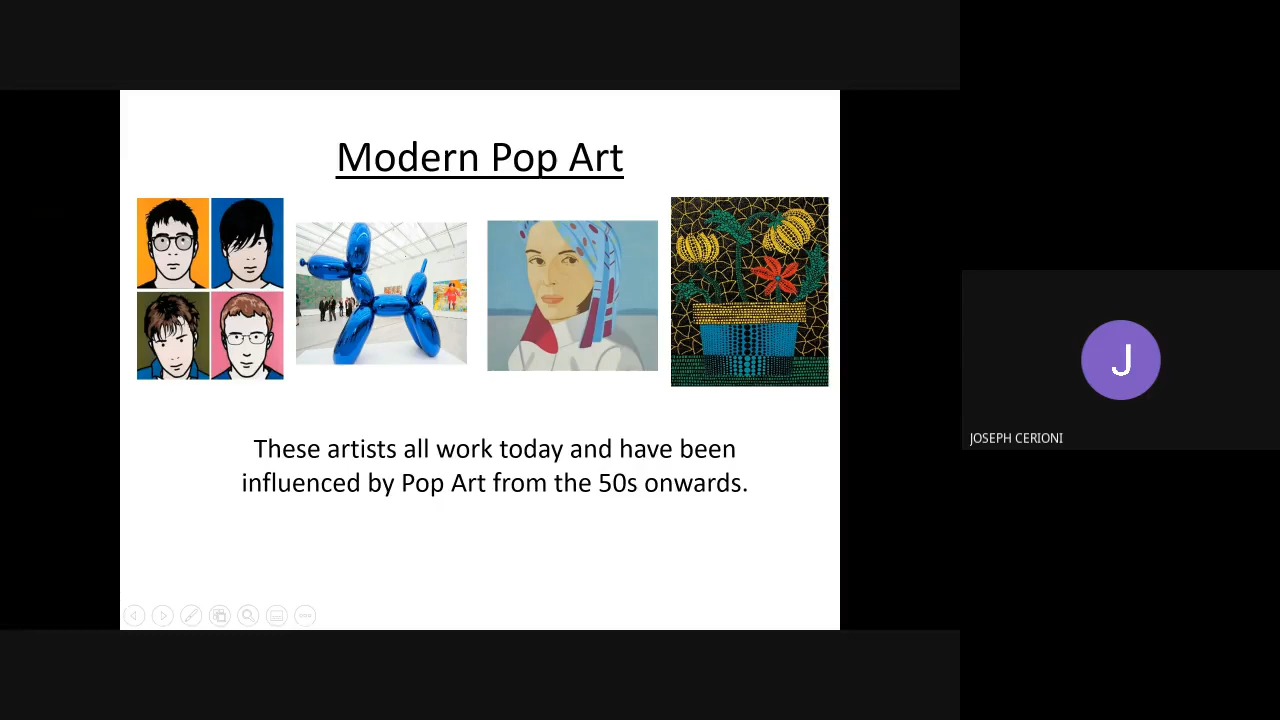 Modern Pop Art
These artists all work today and have been
influenced by Pop Art from the 50s onwards.
J
JOSEPH CERIONI